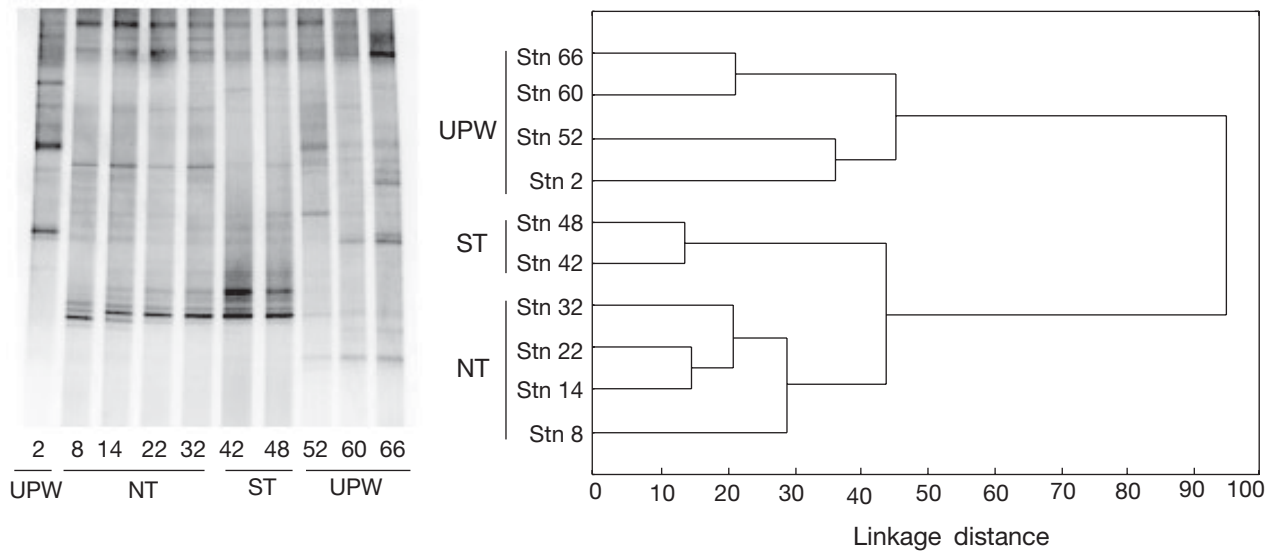 2 8 14 22 32 42 48 52 60 66
UPW NT ST UPW
UPW
Stn 66
Stn 60
Stn 52
Stn 2
ST
Stn 48
Stn 42
NT
Stn 32
Stn 22
Stn 14
Stn 8
0 10 20 30 40 50 60 70 80 90 100
Linkage distance